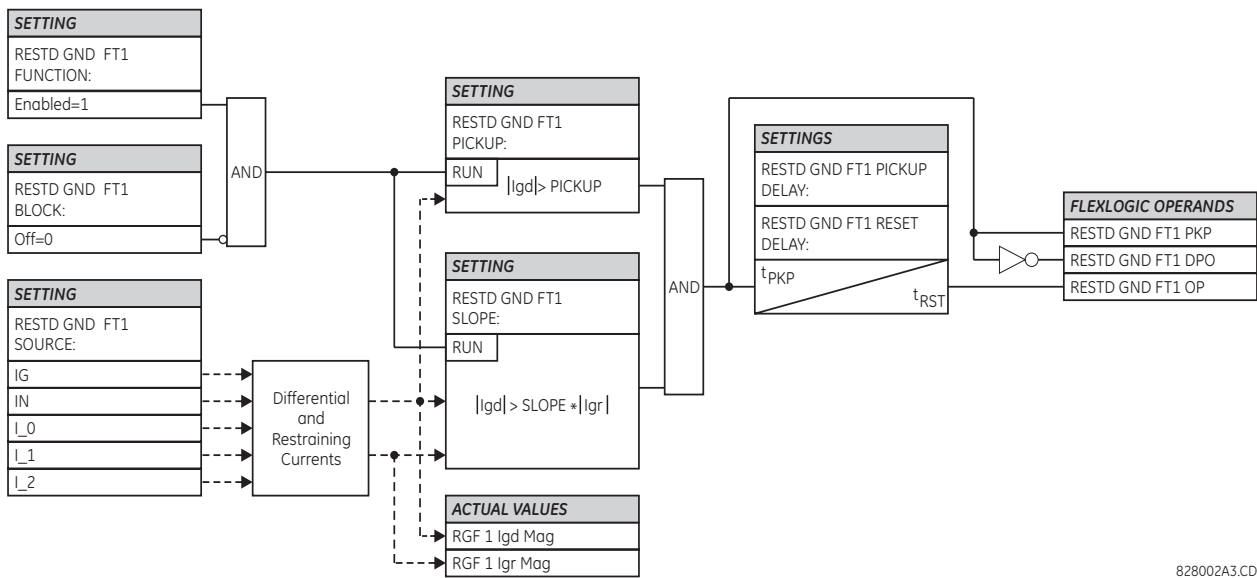 SETTING
RESTD GND FT1
FUNCTION:
Enabled=1
SETTING
RESTD GND FT1
BLOCK:
Off=0
SETTING
RESTD GND FT1
SOURCE:
IG
IN
I_0
I_1
I_2
AND
Differential
and
Restraining
Currents
SETTING
RESTD GND FT1
PICKUP:
RUN
|Igd|> PICKUP
SETTING
RESTD GND FT1
SLOPE:
RUN
|Igd| > SLOPE *|Igr|
ACTUAL VALUES
RGF 1 Igd Mag
RGF 1 Igr Mag
AND
SETTINGS
RESTD GND FT1 PICKUP
DELAY:
RESTD GND FT1 RESET
DELAY:
tPKP
tRST
FLEXLOGIC OPERANDS
RESTD GND FT1 PKP
RESTD GND FT1 DPO
RESTD GND FT1 OP
828002A3.CD